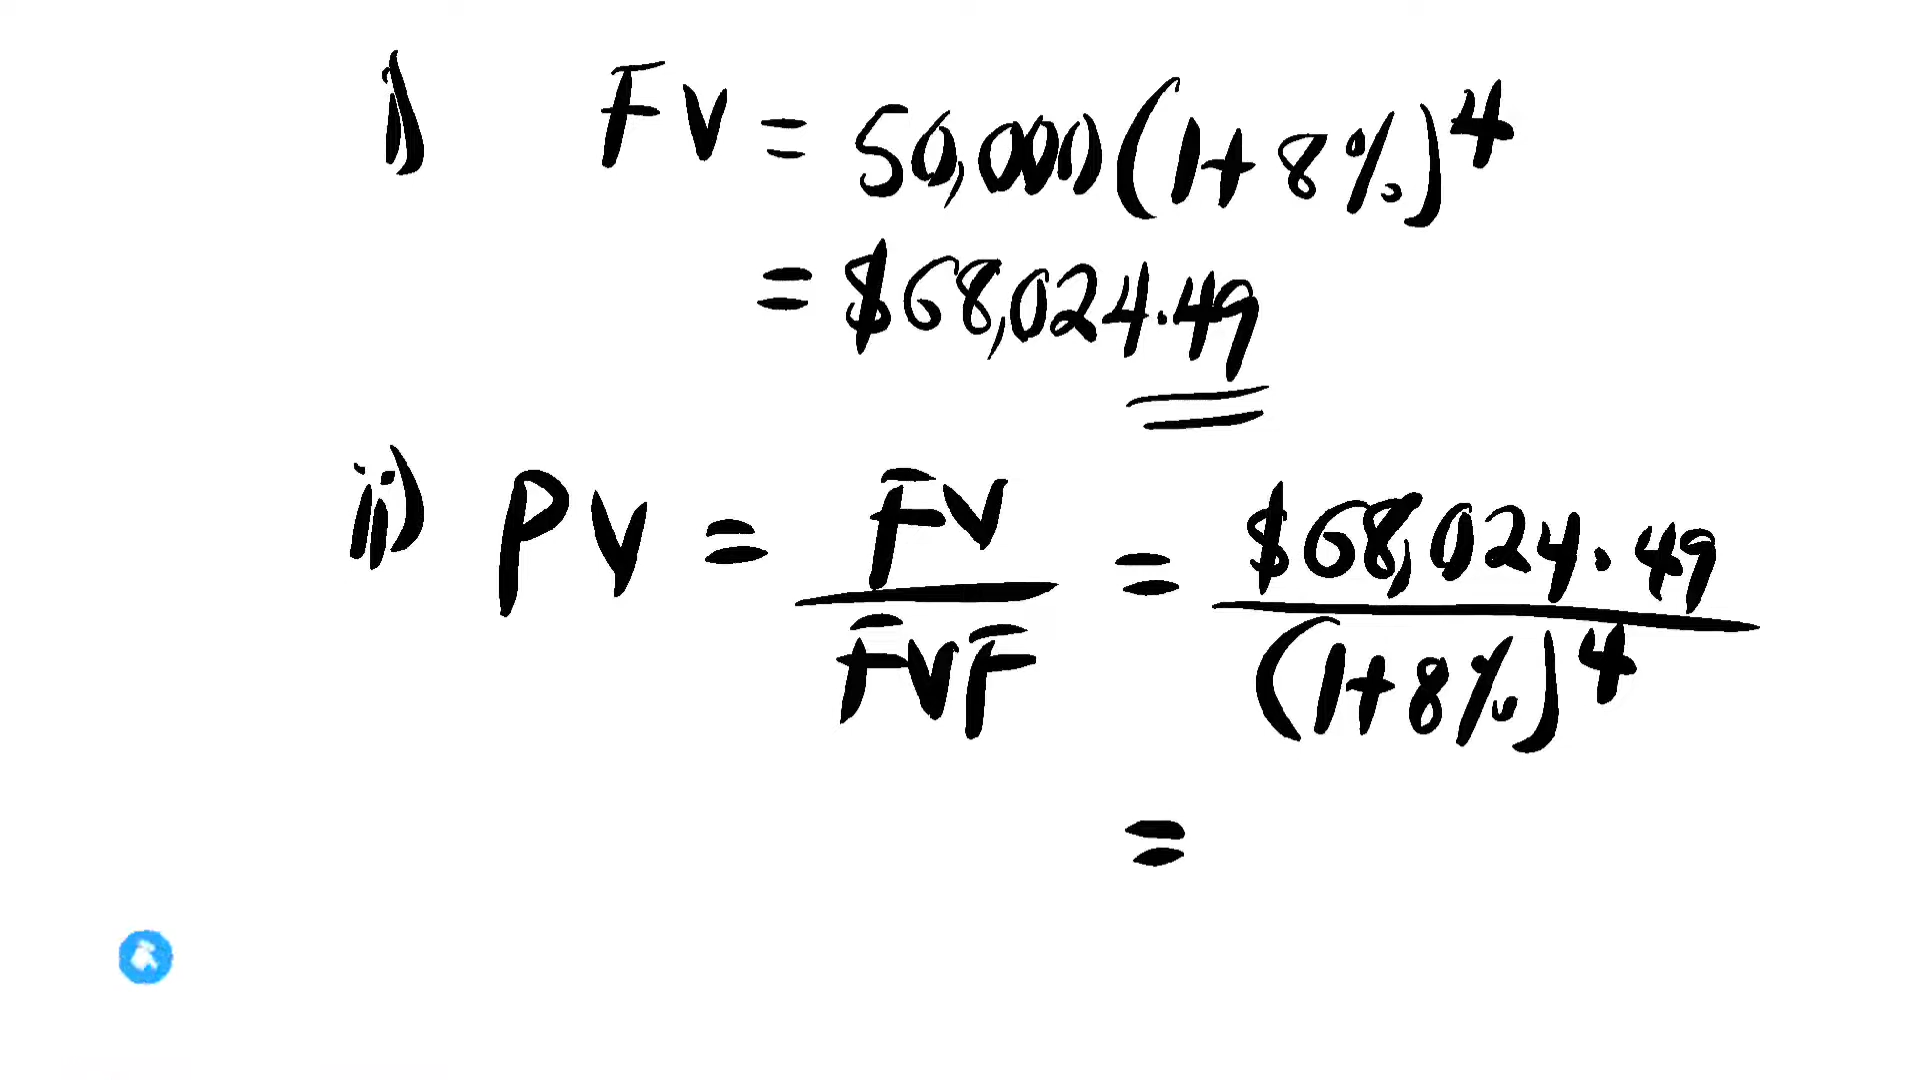 i) FV = 50,000(1+8%)^4
= $68,024.49
ii) PV = FV/FVF = $68,024.49/(1+8%)^4
=